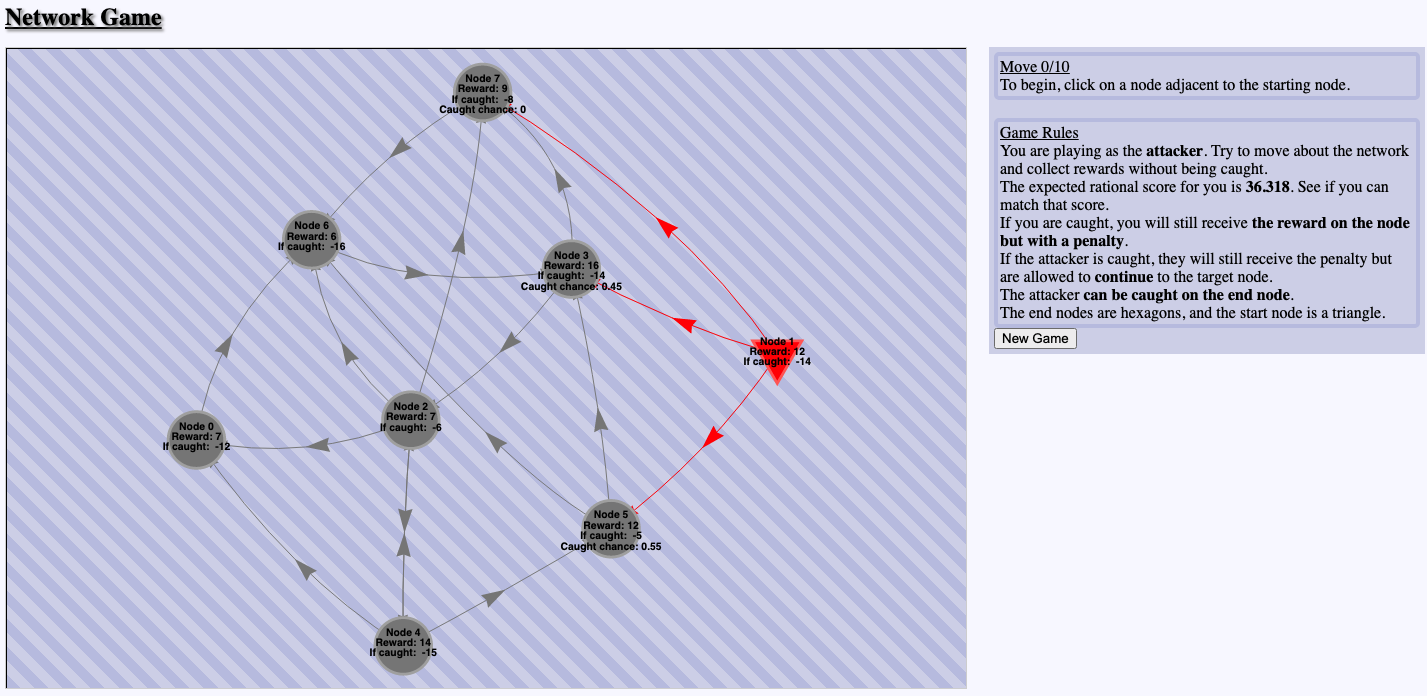 Network Game
Node 7
Reward: 9
If caught: -8
Caught chance: 0
Node 6
Reward: 6
If caught: -16
Node 3
Reward: 16
If caught: -14
Caught chance: 0.45
Node 1
Reward: 12
If caught: -14
Node 2
Reward: 7
If caught: -6
Node 0
Reward: 7
If caught: -12
Node 5
Reward: 12
If caught: -5
Caught chance: 0.55
Node 4
Reward: 14
If caught: -15
Move 0/10
To begin, click on a node adjacent to the starting node.
Game Rules
You are playing as the attacker. Try to move about the network
and collect rewards without being caught.
The expected rational score for you is 36.318. See if you can
match that score.
If you are caught, you will still receive the reward on the node
but with a penalty.
If the attacker is caught, they will still receive the penalty but
are allowed to continue to the target node.
The attacker can be caught on the end node.
The end nodes are hexagons, and the start node is a triangle.
New Game